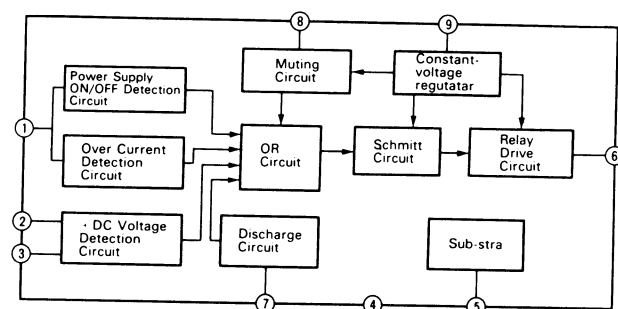 8
9
Muting
Circuit
Constant-
voltage
regutatar
Power Supply
ON/OFF Detection
Circuit
1
Over Current
Detection
Circuit
OR
Circuit
Schmitt
Circuit
Relay
Drive
Circuit
6
2
3
DC Voltage
Detection
Circuit
Discharge
Circuit
Sub-stra
7
4
5